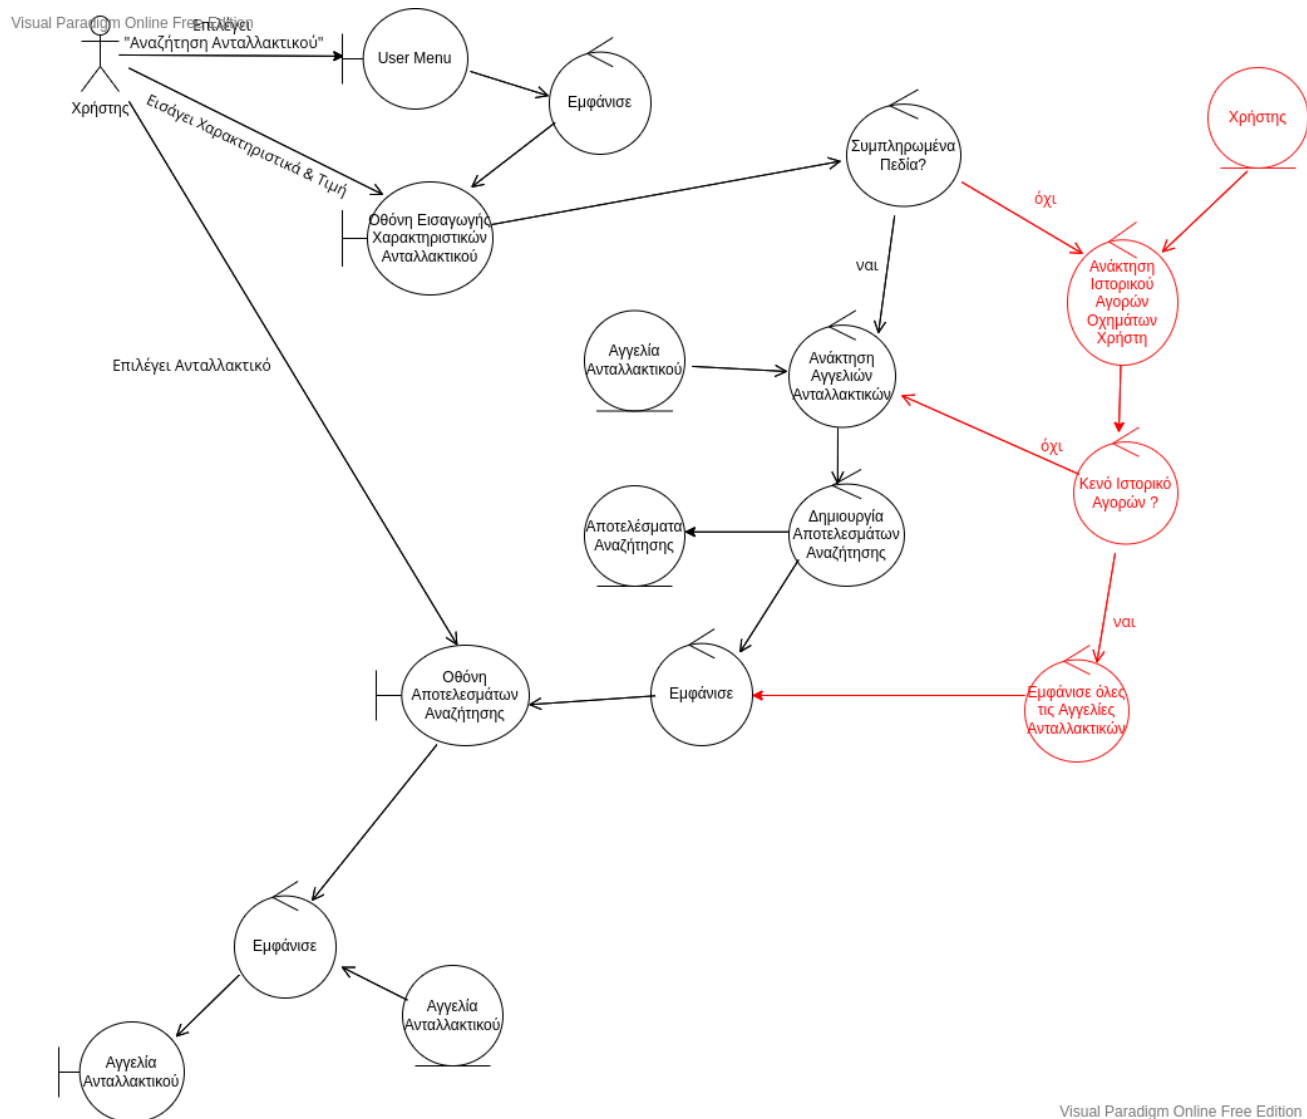 Visual Paradigm Online Free Edition
Επιλέγει
"Αναζήτηση Ανταλλακτικού"
Χρήστης
User Menu
Εμφάνισε
Εισάγει Χαρακτηριστικά & Τιμή
Οθόνη Εισαγωγής
Χαρακτηριστικών
Ανταλλακτικού
Συμπληρωμένα
Πεδία?
Χρήστης
όχι
ναι
Ανάκτηση
Ιστορικού
Αγορών
Οχημάτων
Χρήστη
Επιλέγει Ανταλλακτικό
Αγγελία
Ανταλλακτικού
Ανάκτηση
Αγγελιών
Ανταλλακτικών
όχι
Κενό Ιστορικό
Αγορών ?
Αποτελέσματα
Αναζήτησης
Δημιουργία
Αποτελεσμάτων
Αναζήτησης
ναι
Οθόνη
Αποτελεσμάτων
Αναζήτησης
Εμφάνισε
Εμφάνισε όλες
τις Αγγελίες
Ανταλλακτικών
Εμφάνισε
Αγγελία
Ανταλλακτικού
Αγγελία
Ανταλλακτικού
Visual Paradigm Online Free Edition